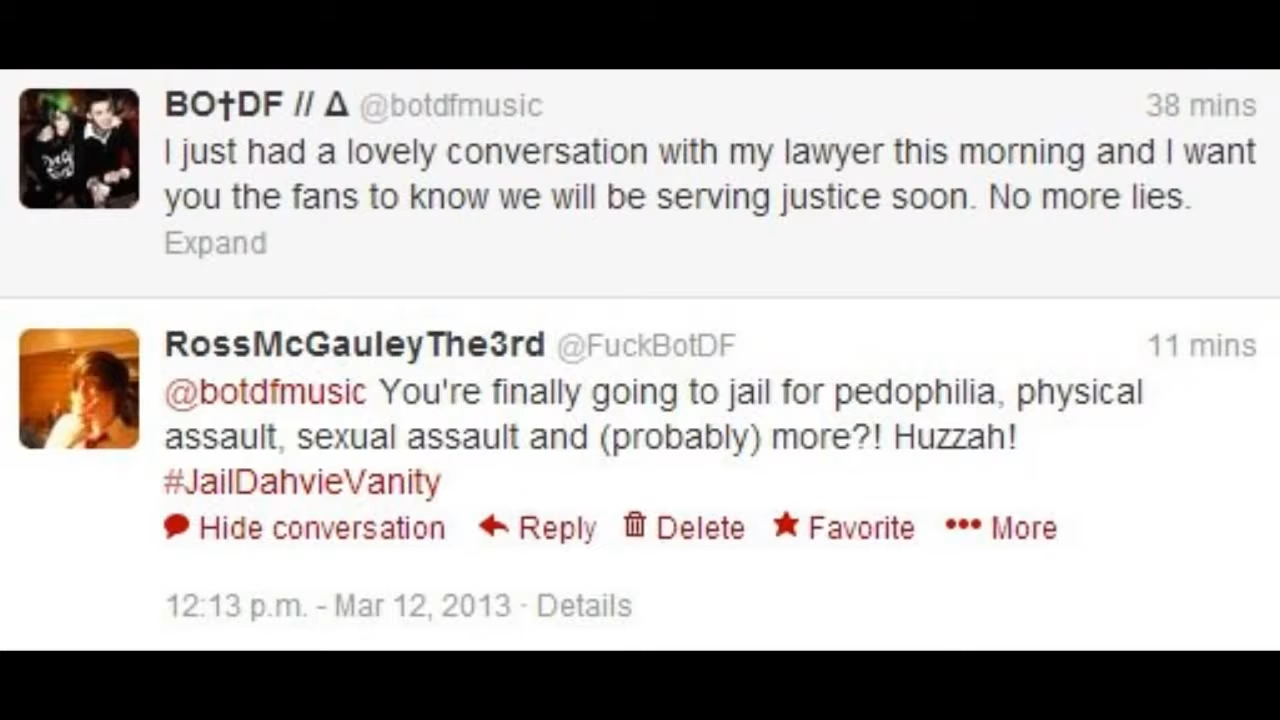 BO†DF // Δ @botdfmusic 38 mins
I just had a lovely conversation with my lawyer this morning and I want
you the fans to know we will be serving justice soon. No more lies.
Expand
RossMcGauleyThe3rd @FuckBotDF 11 mins
@botdfmusic You're finally going to jail for pedophilia, physical
assault, sexual assault and (probably) more?! Huzzah!
#JailDahvieVanity
Hide conversation Reply Delete Favorite More
12:13 p.m. - Mar 12, 2013 · Details